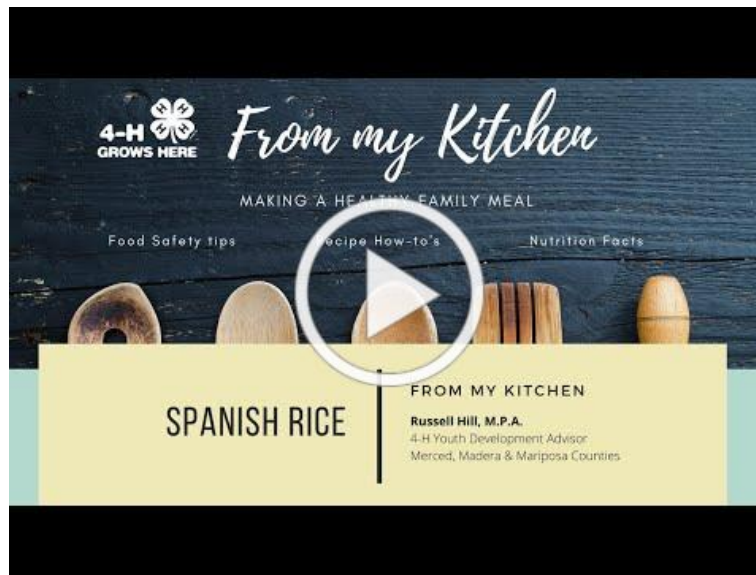 4-H
GROWS HERE
From my Kitchen
MAKING A HEALTHY FAMILY MEAL
Food Safety tips
Recipe How-to's
Nutrition Facts
SPANISH RICE
FROM MY KITCHEN
Russell Hill, M.P.A.
4-H Youth Development Advisor
Merced, Madera & Mariposa Counties